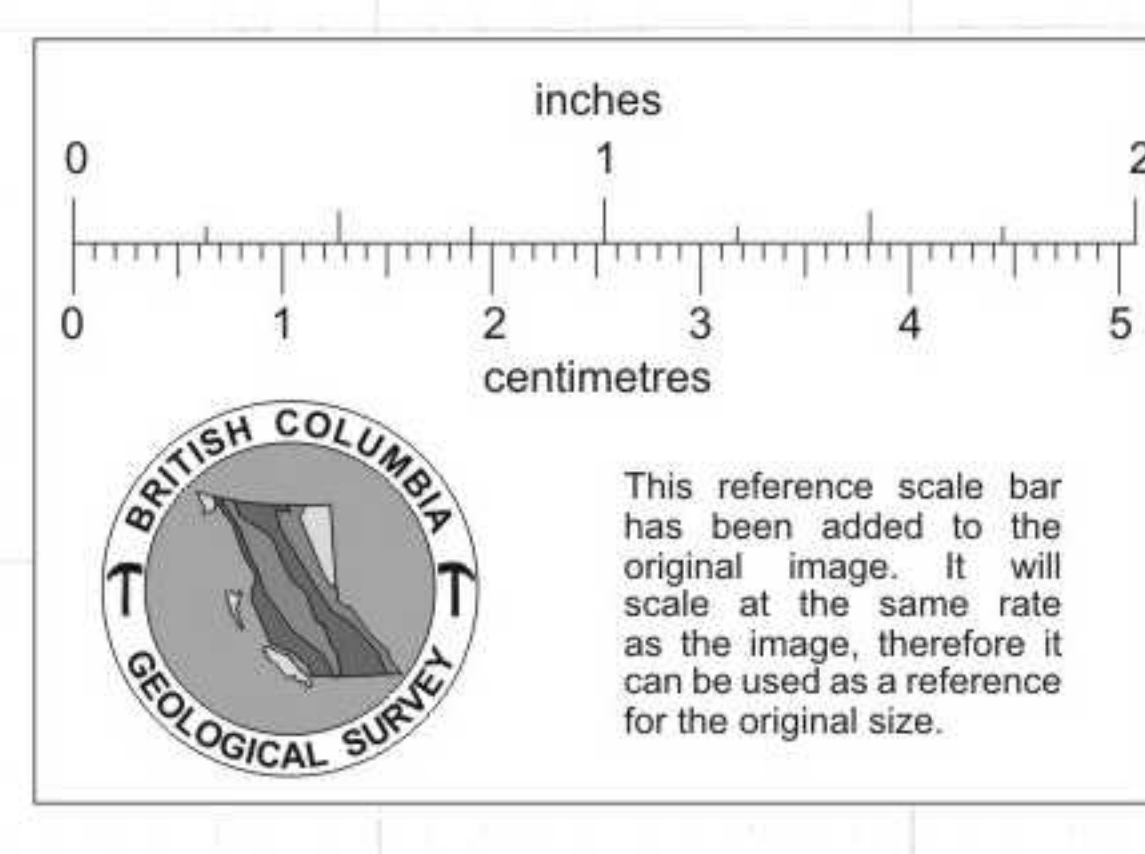 inches
0 1 2
0 1 2 3 4 5
centimetres
BRITISH COLUMBIA
GEOLOGICAL SURVEY
This reference scale bar
has been added to the
original image. It will
scale at the same rate
as the image, therefore it
can be used as a reference
for the original size.